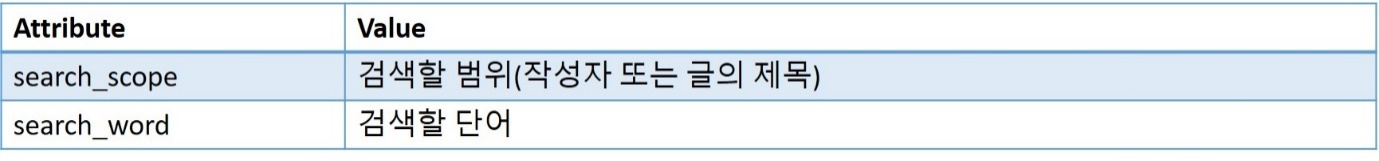 Attribute Value
search_scope 검색할 범위(작성자 또는 글의 제목)
search_word 검색할 단어